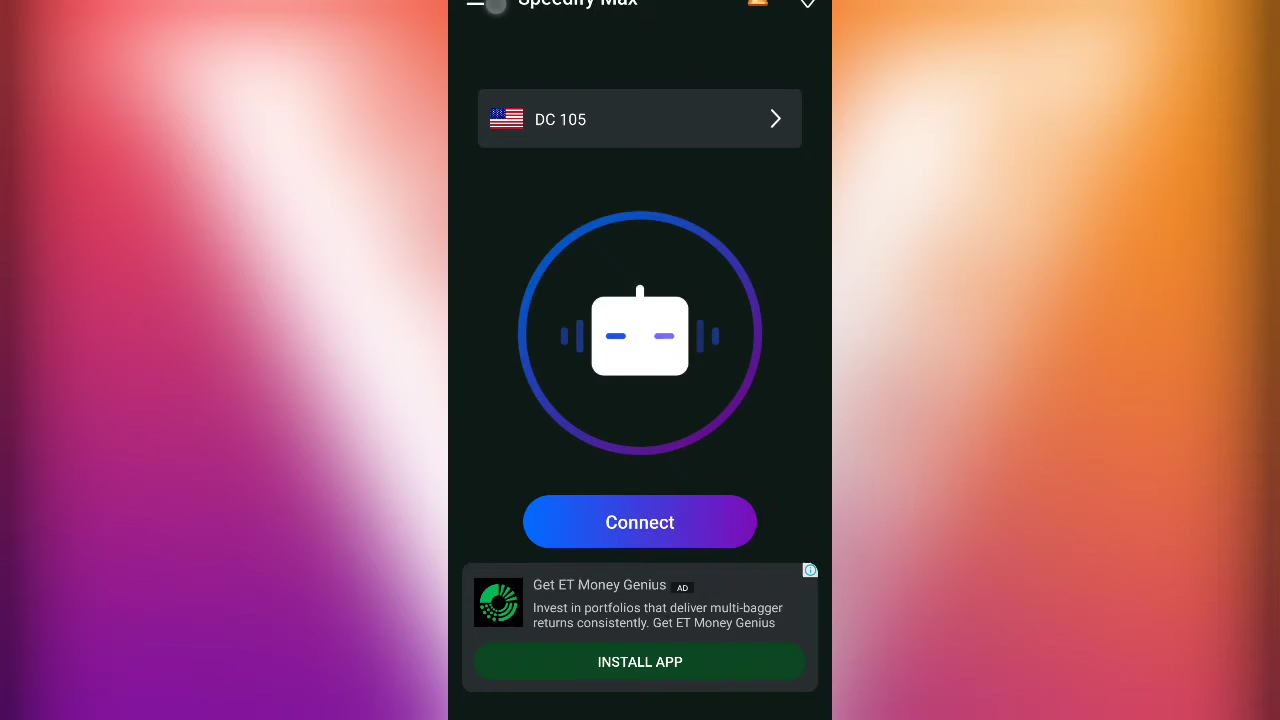 Speedify Max
DC 105
Connect
Get ET Money Genius AD
Invest in portfolios that deliver multi-bagger
returns consistently. Get ET Money Genius
INSTALL APP